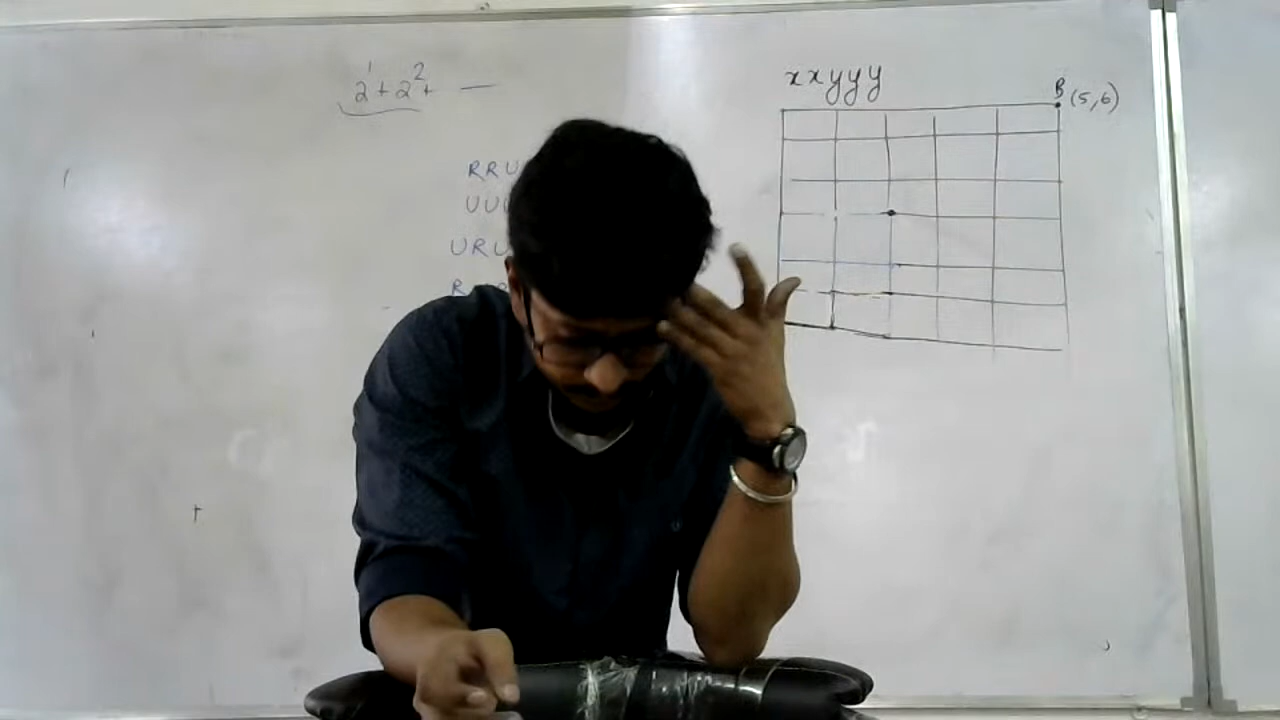 2¹ + 2² + —
RRU
UU
URU
R
xxyyy
B (5,6)